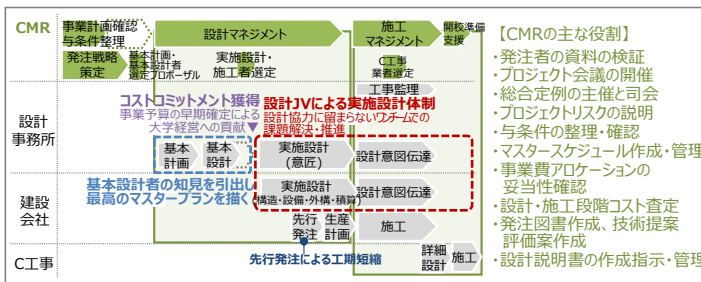 CMR
事業計画確認
与条件整理
設計マネジメント
施工
マネジメント
開校準備
支援
発注戦略
策定
基本計画・
基本設計者
選定プロポーザル
実施設計・
施工者選定
C工事
業者選定
工事監理
設計
事務所
コストコミットメント獲得
事業予算の早期確定による
大学経営への貢献▼
設計JVによる実施設計体制
設計協力に留まらないワンチームでの
課題解決・推進
基本
計画
基本
設計
実施設計
(意匠)
設計意図伝達
基本設計者の知見を引出し
最高のマスタープランを描く
建設
会社
実施設計
(構造・設備・外構・積算)
設計意図伝達
先行
発注
生産
計画
施工
C工事
先行発注による工期短縮
詳細
設計
施工
【CMRの主な役割】
・発注者の資料の検証
・プロジェクト会議の開催
・総合定例の主催と司会
・プロジェクトリスクの説明
・与条件の整理・確認
・マスタースケジュール作成・管理
・事業費アロケーションの
妥当性確認
・設計・施工段階コスト査定
・発注図書作成、技術提案
評価案作成
・設計説明書の作成指示・管理